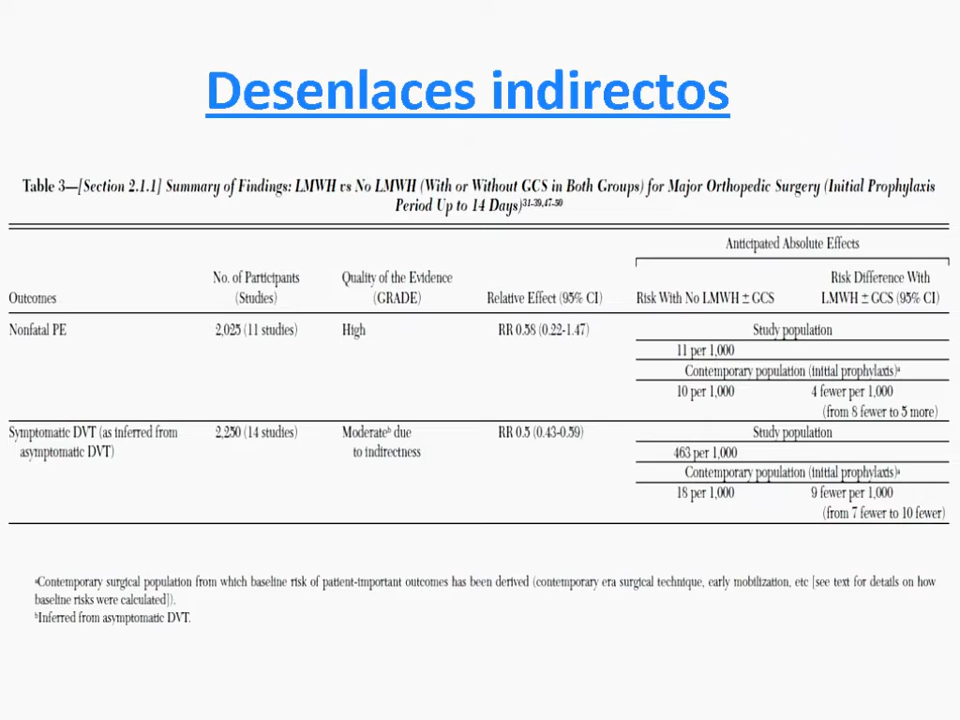 Desenlaces indirectos
Table 3—[Section 2.1.1] Summary of Findings: LMWH vs No LMWH (With or Without GCS in Both Groups) for Major Orthopedic Surgery (Initial Prophylaxis
Period Up to 14 Days)31-39,47-50
Anticipated Absolute Effects
No. of Participants Quality of the Evidence Risk Difference With
Outcomes (Studies) (GRADE) Relative Effect (95% CI) Risk With No LMWH ± GCS LMWH ± GCS (95% CI)
Nonfatal PE 2,025 (11 studies) High RR 0.58 (0.22-1.47) Study population
11 per 1,000
Contemporary population (initial prophylaxis)a
10 per 1,000 4 fewer per 1,000
(from 8 fewer to 5 more)
Symptomatic DVT (as inferred from 2,250 (14 studies) Moderateb due RR 0.5 (0.43-0.59) Study population
asymptomatic DVT) to indirectness 463 per 1,000
Contemporary population (initial prophylaxis)a
18 per 1,000 9 fewer per 1,000
(from 7 fewer to 10 fewer)
aContemporary surgical population from which baseline risk of patient-important outcomes has been derived (contemporary era surgical technique, early mobilization, etc [see text for details on how
baseline risks were calculated]).
bInferred from asymptomatic DVT.